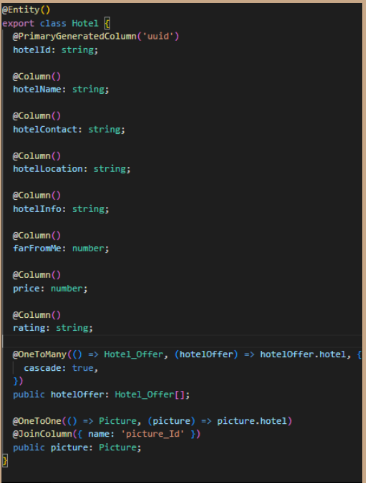 @Entity()
export class Hotel {
  @PrimaryGeneratedColumn('uuid')
  hotelId: string;

  @Column()
  hotelName: string;

  @Column()
  hotelContact: string;

  @Column()
  hotelLocation: string;

  @Column()
  hotelInfo: string;

  @Column()
  farFromMe: number;

  @Column()
  price: number;

  @Column()
  rating: string;

  @OneToMany(() => Hotel_Offer, (hotelOffer) => hotelOffer.hotel, {
    cascade: true,
  })
  public hotelOffer: Hotel_Offer[];

  @OneToOne(() => Picture, (picture) => picture.hotel)
  @JoinColumn({ name: 'picture_Id' })
  public picture: Picture;
}